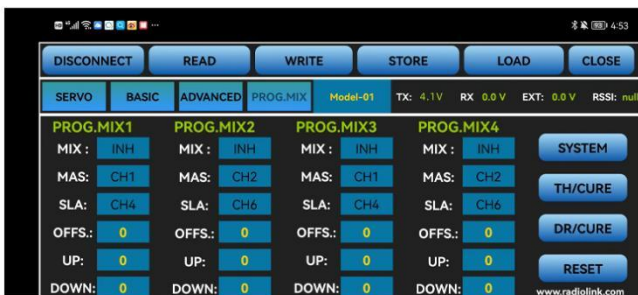 4:53
DISCONNECT READ WRITE STORE LOAD CLOSE
SERVO BASIC ADVANCED PROG.MIX Model-01 TX: 4.1V RX 0.0 V EXT: 0.0 V RSSI: null
PROG.MIX1 PROG.MIX2 PROG.MIX3 PROG.MIX4
MIX : INH MIX : INH MIX : INH MIX : INH SYSTEM
MAS: CH1 MAS: CH2 MAS: CH1 MAS: CH2 TH/CURE
SLA: CH4 SLA: CH6 SLA: CH4 SLA: CH6
OFFS.: 0 OFFS.: 0 OFFS.: 0 OFFS.: 0 DR/CURE
UP: 0 UP: 0 UP: 0 UP: 0 RESET
DOWN: 0 DOWN: 0 DOWN: 0 DOWN: 0 www.radiolink.com